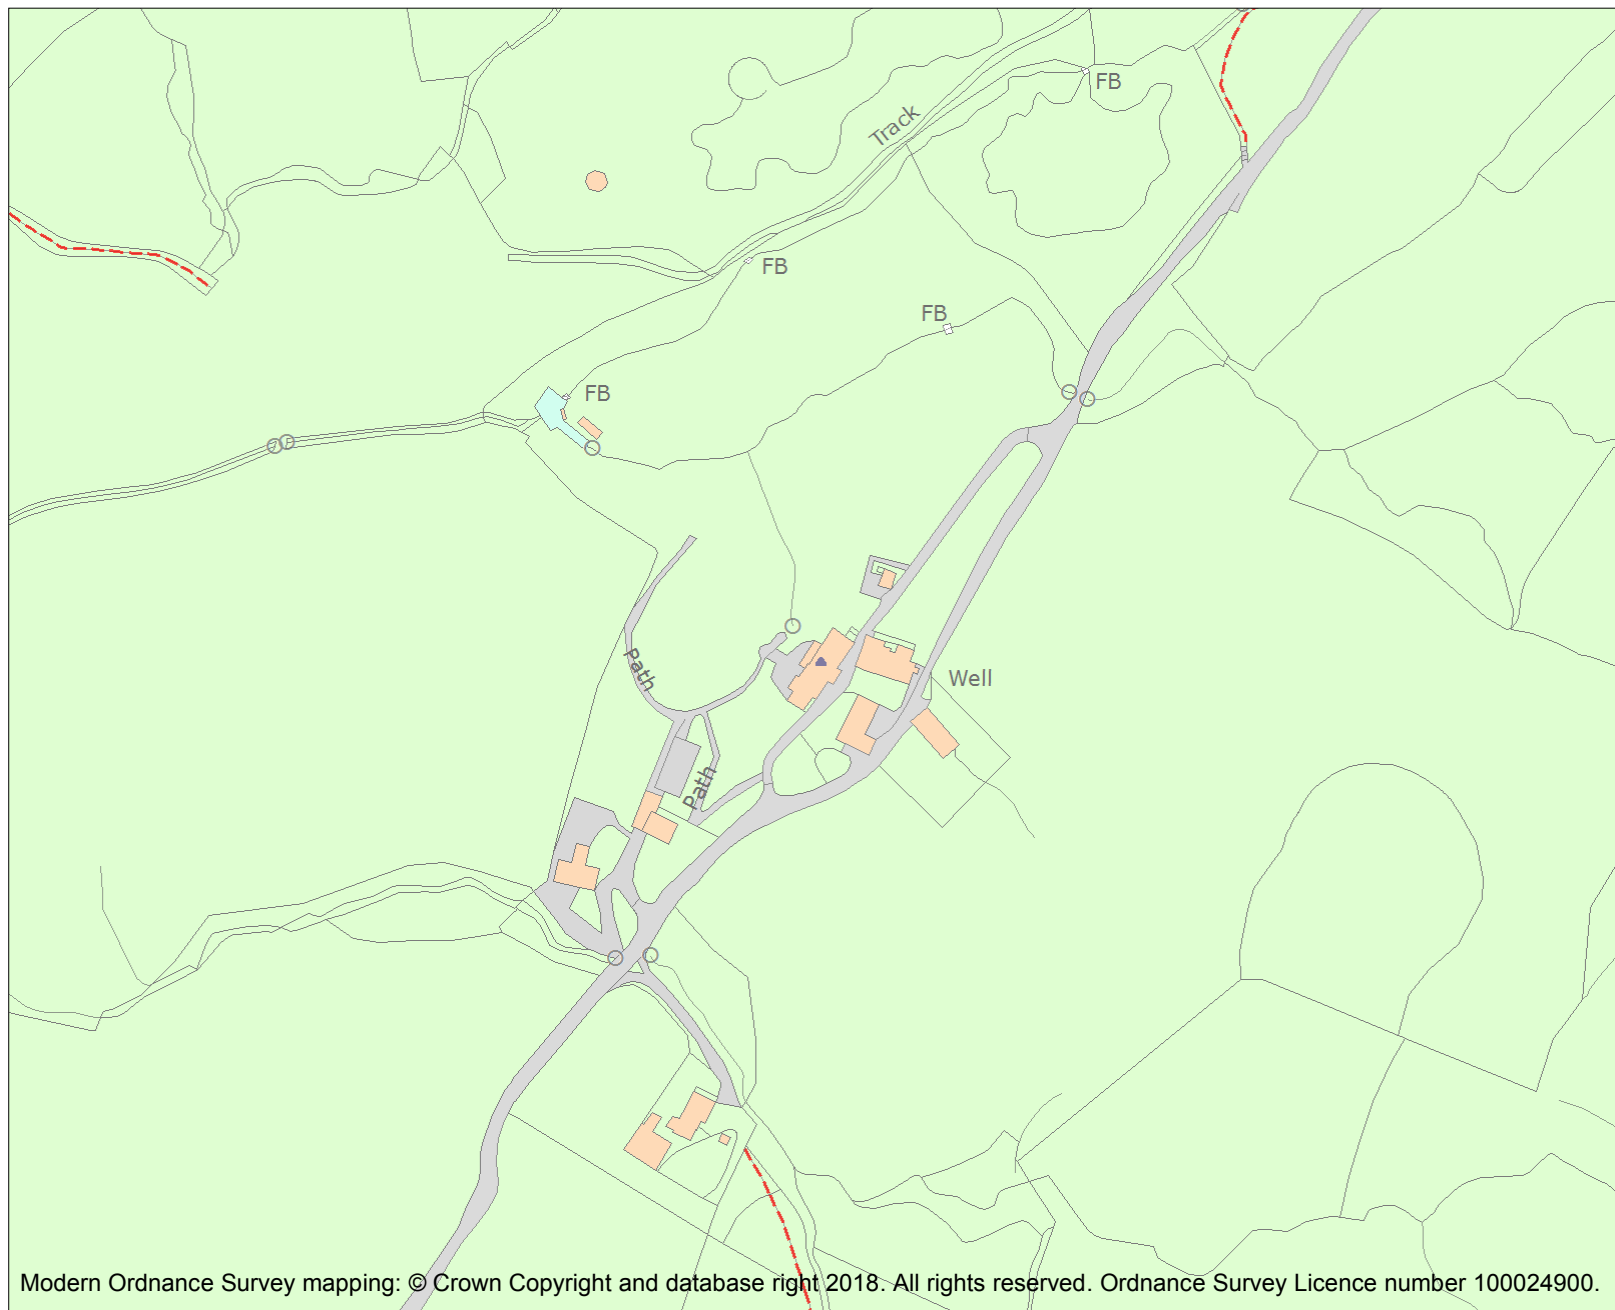 FB
Track
FB
FB
FB
Path
Well
Path
Modern Ordnance Survey mapping: © Crown Copyright and database right 2018. All rights reserved. Ordnance Survey Licence number 100024900.